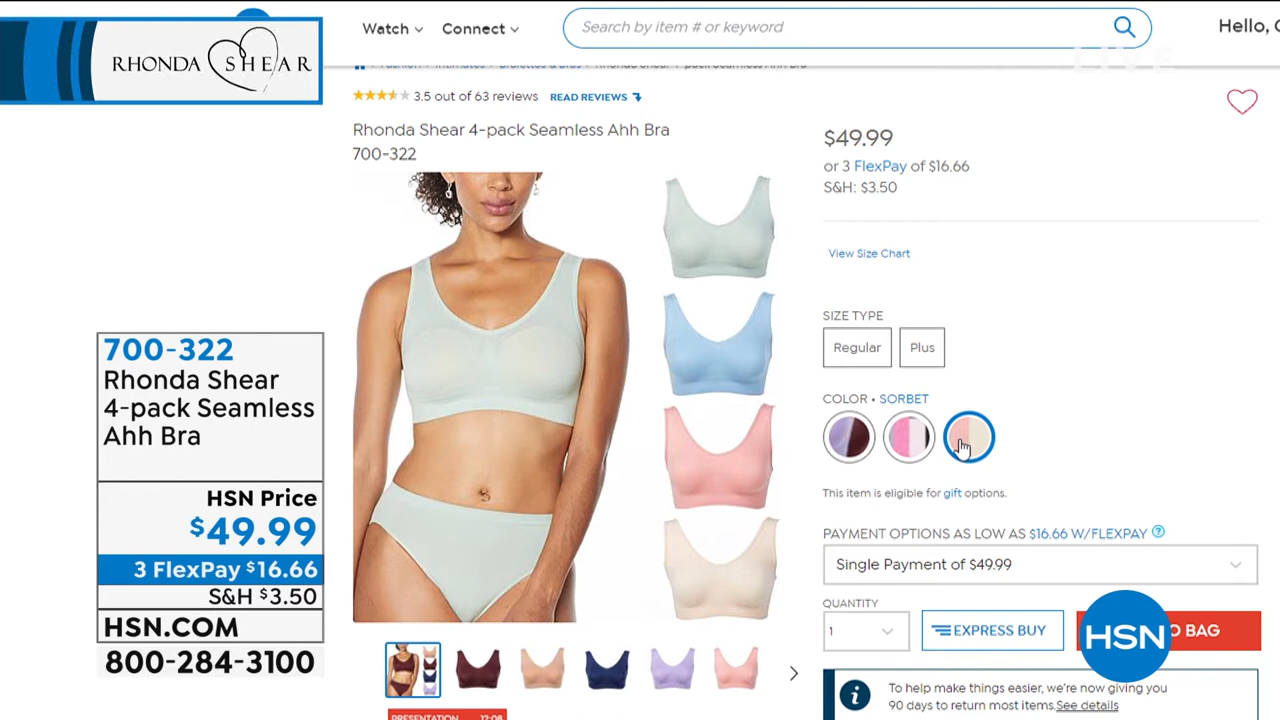 RHONDA SHEAR
Watch
Connect
Search by item # or keyword
Hello,
LIVE
3.5 out of 63 reviews
READ REVIEWS
Rhonda Shear 4-pack Seamless Ahh Bra
700-322
$49.99
or 3 FlexPay of $16.66
S&H: $3.50
View Size Chart
SIZE TYPE
Regular
Plus
COLOR • SORBET
This item is eligible for gift options.
PAYMENT OPTIONS AS LOW AS $16.66 W/FLEXPAY ?
Single Payment of $49.99
QUANTITY
1
EXPRESS BUY
O BAG
HSN
i
To help make things easier, we're now giving you
90 days to return most items. See details
700-322
Rhonda Shear
4-pack Seamless
Ahh Bra
HSN Price
$49.99
3 FlexPay $16.66
S&H $3.50
HSN.COM
800-284-3100
PRESENTATION 12:08